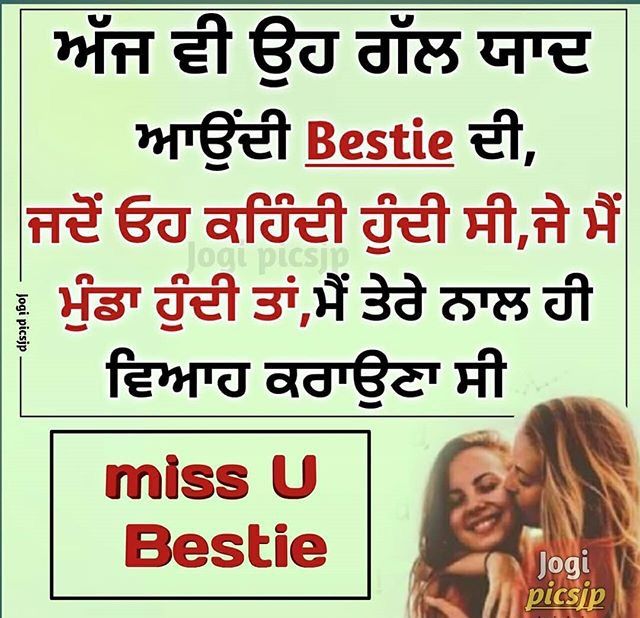 ਅੱਜ ਵੀ ਉਹ ਗੱਲ ਯਾਦ
ਆਉਂਦੀ Bestie ਦੀ,
ਜਦੋਂ ਓਹ ਕਹਿੰਦੀ ਹੁੰਦੀ ਸੀ,ਜੇ ਮੈਂ
Jogi picsjp
ਮੁੰਡਾ ਹੁੰਦੀ ਤਾਂ,ਮੈਂ ਤੇਰੇ ਨਾਲ ਹੀ
Jogi picsjp
ਵਿਆਹ ਕਰਾਉਣਾ ਸੀ
miss U
Bestie
Jogi
picsjp